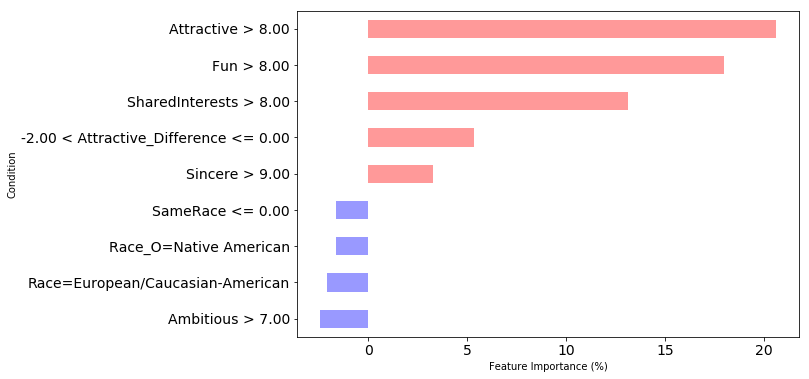 Attractive > 8.00
Fun > 8.00
SharedInterests > 8.00
-2.00 < Attractive_Difference <= 0.00
Sincere > 9.00
SameRace <= 0.00
Race_O=Native American
Race=European/Caucasian-American
Ambitious > 7.00
Condition
0 5 10 15 20
Feature Importance (%)